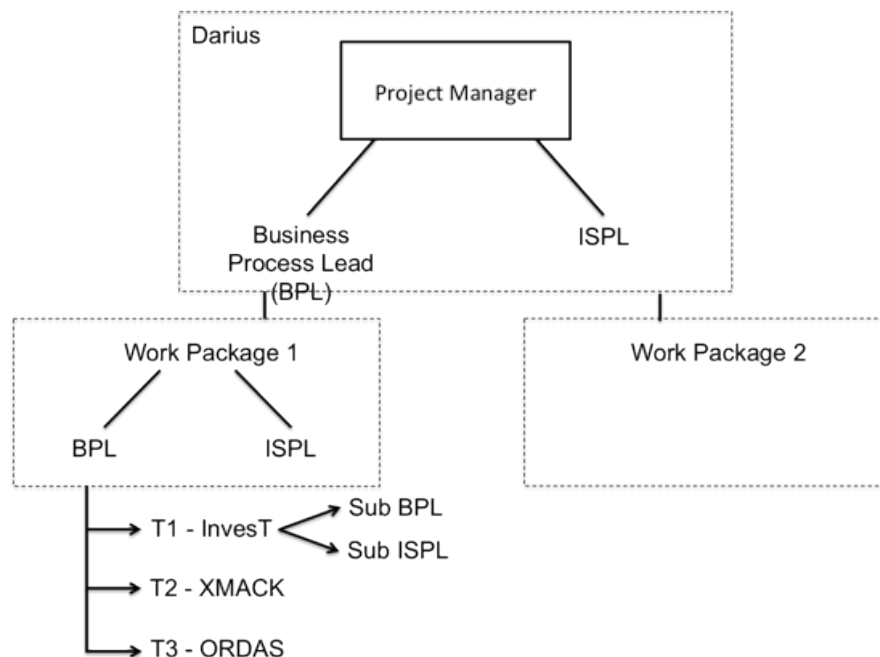 Darius
Project Manager
Business
Process Lead
(BPL)
ISPL
Work Package 1
BPL
ISPL
Work Package 2
T1 - InvesT
Sub BPL
Sub ISPL
T2 - XMACK
T3 - ORDAS